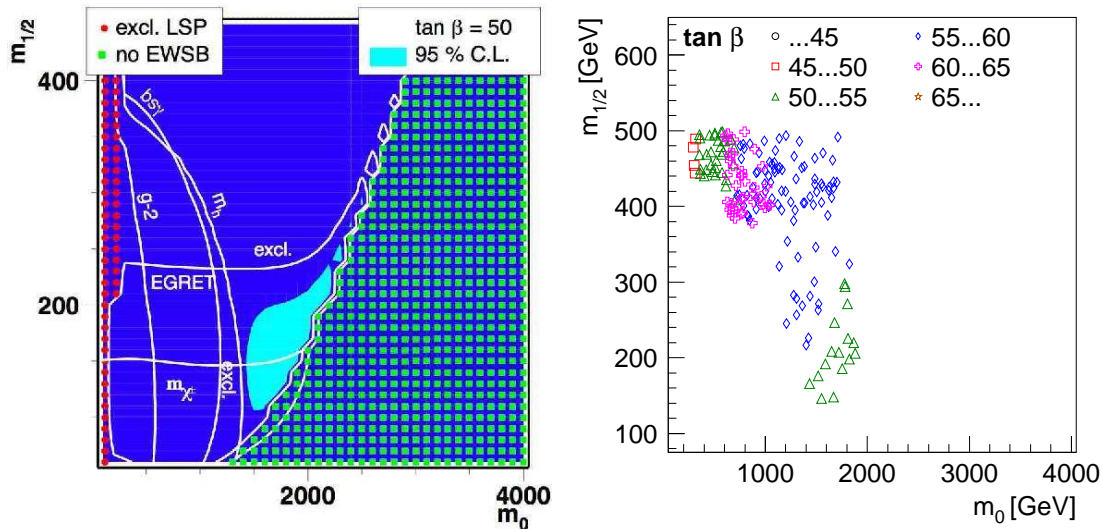 excl. LSP
no EWSB
tan β = 50
95 % C.L.
m1/2
400
200
bsγ
g-2
mh
excl.
EGRET
mχ±
excl.
2000
4000
m0
tan β
...45
45...50
50...55
55...60
60...65
65...
m1/2 [GeV]
600
500
400
300
200
100
0
1000
2000
3000
4000
m0 [GeV]